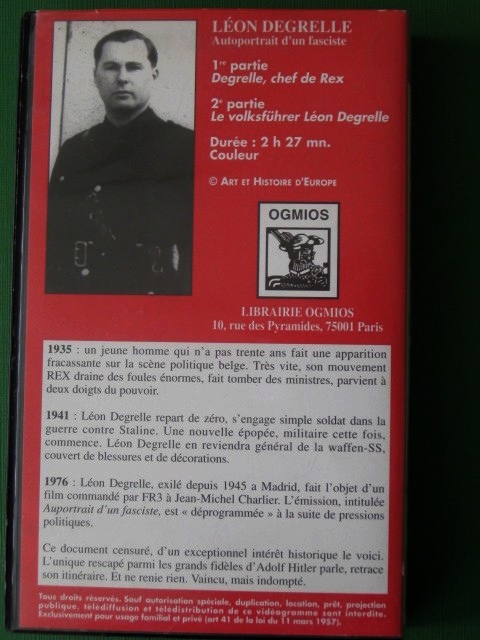 LÉON DEGRELLE
Autoportrait d'un fasciste
1re partie
Degrelle, chef de Rex
2e partie
Le volksführer Léon Degrelle
Durée : 2 h 27 mn.
Couleur
© ART ET HISTOIRE D'EUROPE
OGMIOS
LIBRAIRIE OGMIOS
10, rue des Pyramides, 75001 Paris
1935 : un jeune homme qui n'a pas trente ans fait une apparition
fracassante sur la scène politique belge. Très vite, son mouvement
REX draine des foules énormes, fait tomber des ministres, parvient à
deux doigts du pouvoir.
1941 : Léon Degrelle repart de zéro, s'engage simple soldat dans la
guerre contre Staline. Une nouvelle épopée, militaire cette fois,
commence. Léon Degrelle en reviendra général de la waffen-SS,
couvert de blessures et de décorations.
1976 : Léon Degrelle, exilé depuis 1945 a Madrid, fait l'objet d'un
film commandé par FR3 à Jean-Michel Charlier. L'émission, intitulée
Auportrait d'un fasciste, est « déprogrammée » à la suite de pressions
politiques.
Ce document censuré, d'un exceptionnel intérêt historique le voici.
L'unique rescapé parmi les grands fidèles d'Adolf Hitler parle, retrace
son itinéraire. Et ne renie rien. Vaincu, mais indompté.
Tous droits réservés. Sauf autorisation spéciale, duplication, location, prêt, projection
publique, télédiffusion et télédistribution de ce vidéogramme sont interdite.
Exclusivement pour usage familial et privé (art 41 de la loi du 11 mars 1957).